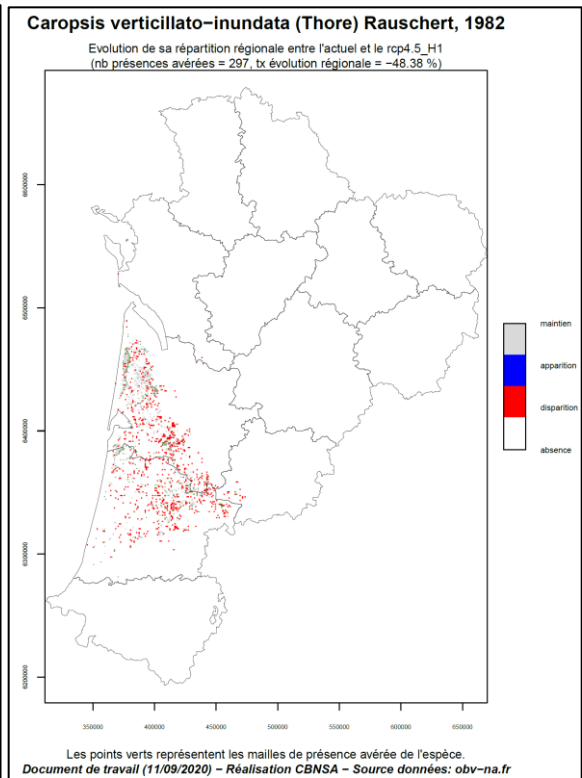 Caropsis verticillato−inundata (Thore) Rauschert, 1982
Evolution de sa répartition régionale entre l'actuel et le rcp4.5_H1
(nb présences avérées = 297, tx évolution régionale = −48.38 %)
6600000
6500000
6400000
6300000
6200000
350000 400000 450000 500000 550000 600000 650000
maintien
apparition
disparition
absence
Les points verts représentent les mailles de présence avérée de l'espèce.
Document de travail (11/09/2020) − Réalisation CBNSA − Source données: obv−na.fr